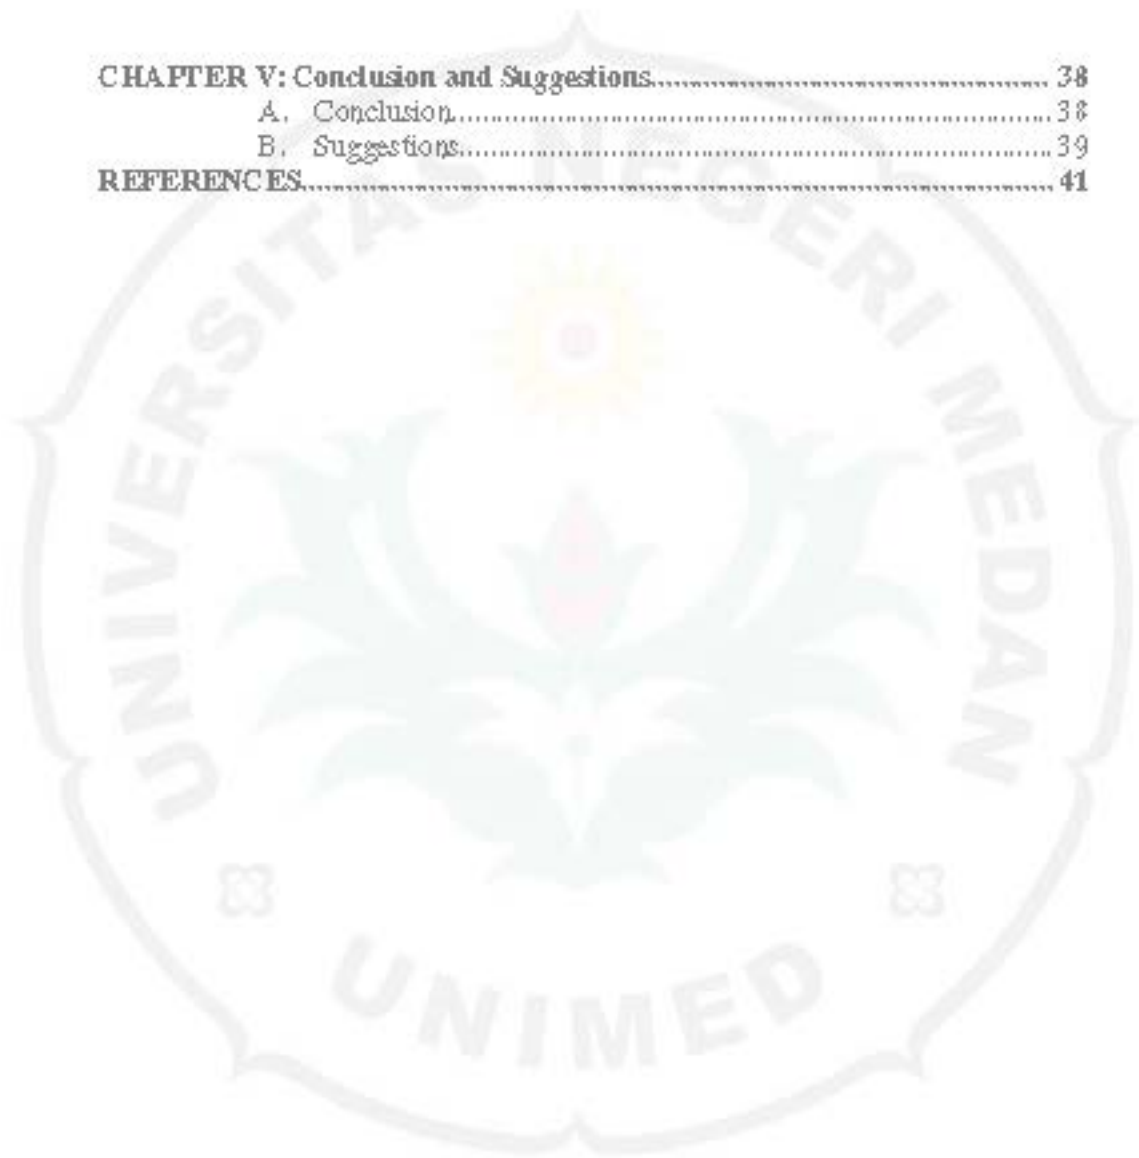 CHAPTER V: Conclusion and Suggestions........................................................ 38
A. Conclusion........................................................................................ 38
B. Suggestions....................................................................................... 39
REFERENCES.................................................................................................... 41
UNIVERSITAS NEGERI MEDAN
UNIMED